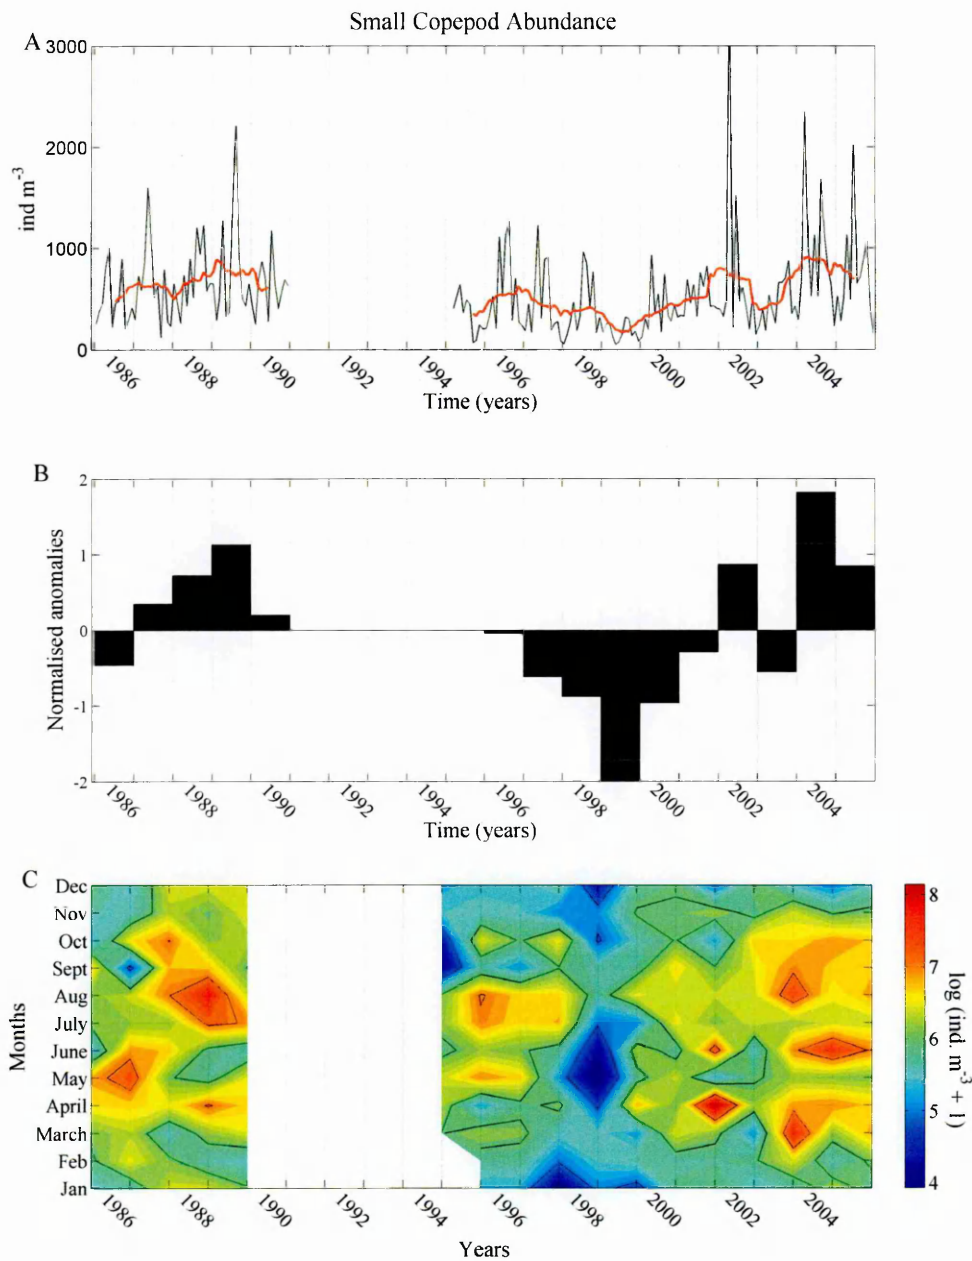 Small Copepod Abundance
A
3000
2000
1000
0
ind m-3
1986 1988 1990 1992 1994 1996 1998 2000 2002 2004
Time (years)
B
2
1
0
-1
-2
Normalised anomalies
1986 1988 1990 1992 1994 1996 1998 2000 2002 2004
Time (years)
C
Dec
Nov
Oct
Sept
Aug
July
June
May
April
March
Feb
Jan
Months
1986 1988 1990 1992 1994 1996 1998 2000 2002 2004
Years
8
7
6
5
4
log (ind. m-3 + 1)